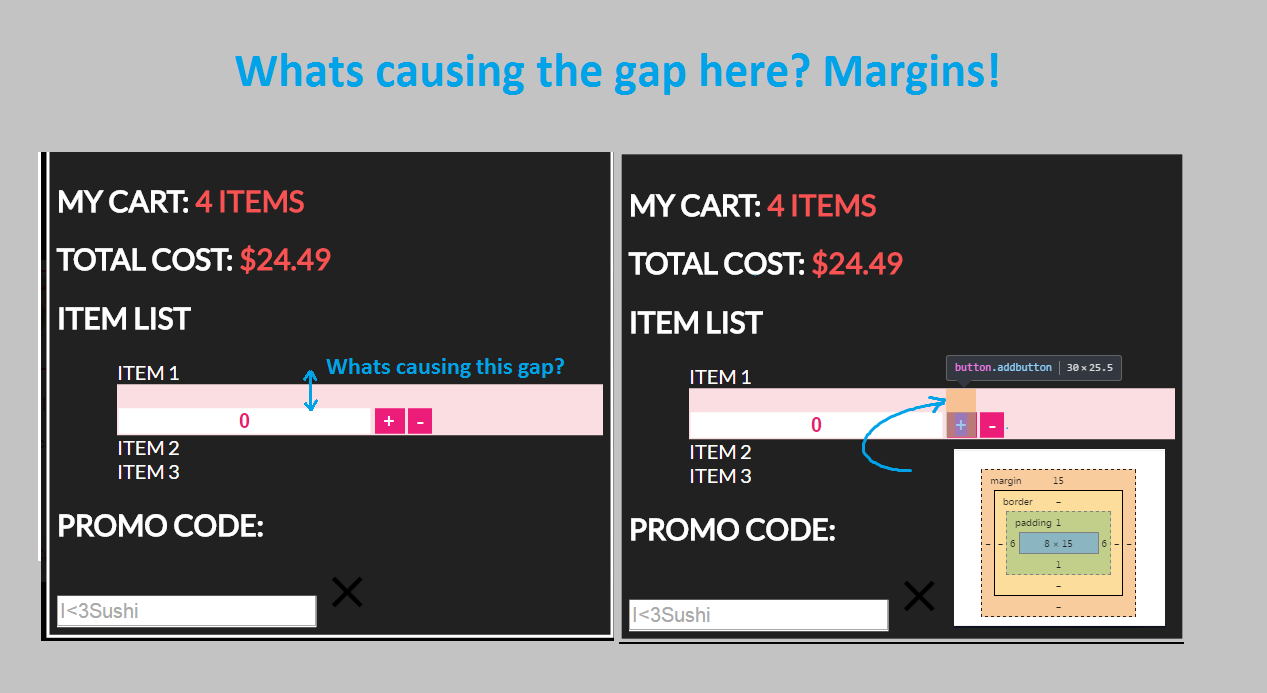 Whats causing the gap here? Margins!
MY CART: 4 ITEMS
TOTAL COST: $24.49
ITEM LIST
ITEM 1
Whats causing this gap?
0 + -
ITEM 2
ITEM 3
PROMO CODE:
I<3Sushi
MY CART: 4 ITEMS
TOTAL COST: $24.49
ITEM LIST
button.addbutton 30 × 25.5
ITEM 1
0 + -
ITEM 2
ITEM 3
PROMO CODE:
I<3Sushi
margin 15
border –
padding 1
– – 6 8 × 15 6 – –
1
–
–